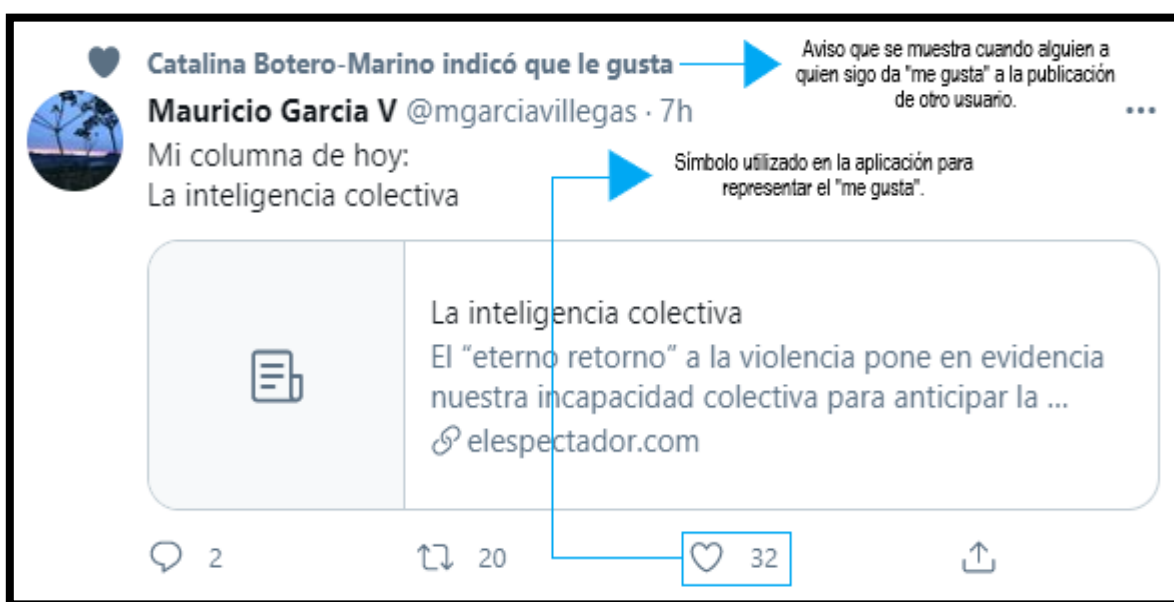 Catalina Botero-Marino indicó que le gusta
Aviso que se muestra cuando alguien a
quien sigo da "me gusta" a la publicación
de otro usuario.
Mauricio Garcia V @mgarciavillegas · 7h
Mi columna de hoy:
La inteligencia colectiva
Símbolo utilizado en la aplicación para
representar el "me gusta".
La inteligencia colectiva
El “eterno retorno” a la violencia pone en evidencia
nuestra incapacidad colectiva para anticipar la ...
elespectador.com
2 20 32